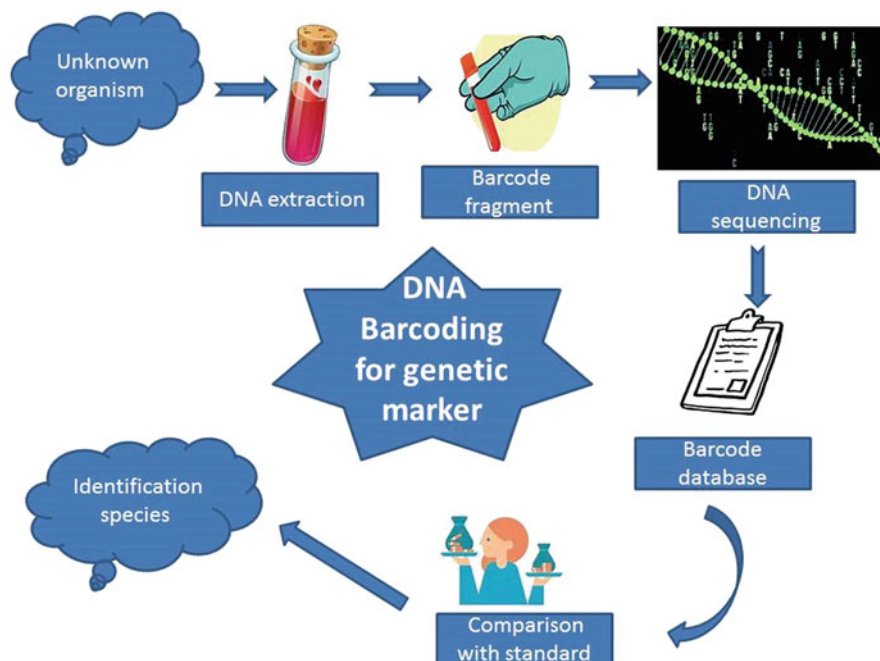 Unknown
organism
DNA extraction
Barcode
fragment
DNA
sequencing
DNA
Barcoding
for genetic
marker
Barcode
database
Identification
species
Comparison
with standard